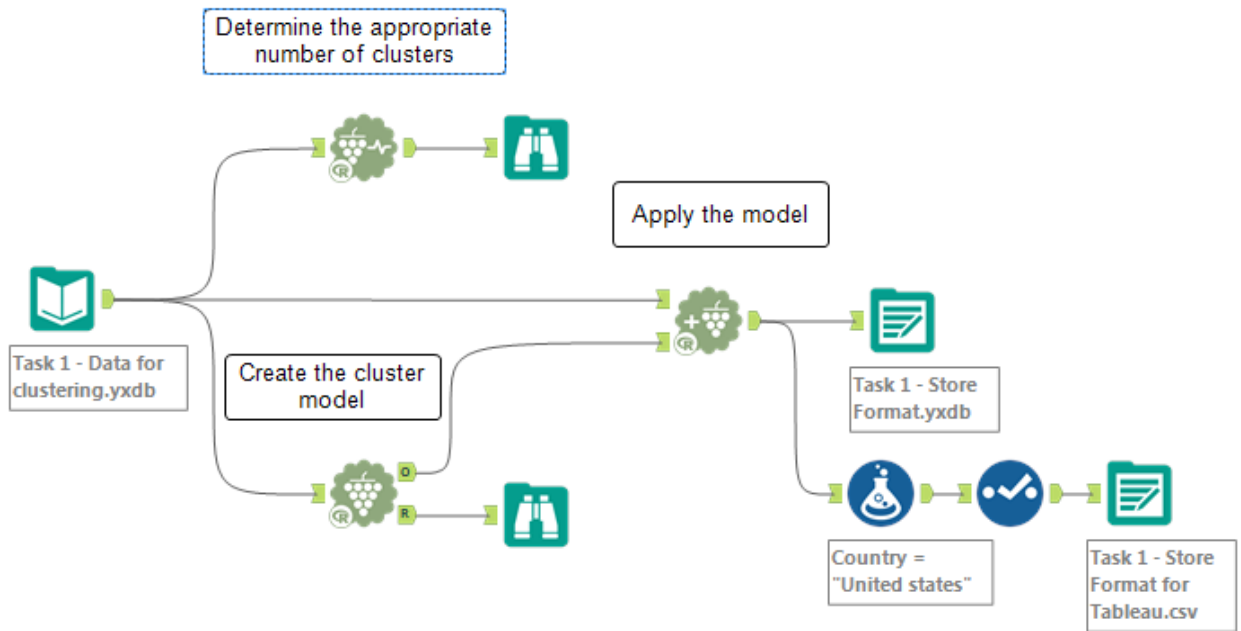 Determine the appropriate
number of clusters
R
Apply the model
Task 1 - Data for
clustering.yxdb
Create the cluster
model
R
Task 1 - Store
Format.yxdb
O
R
R
Country =
"United states"
Task 1 - Store
Format for
Tableau.csv